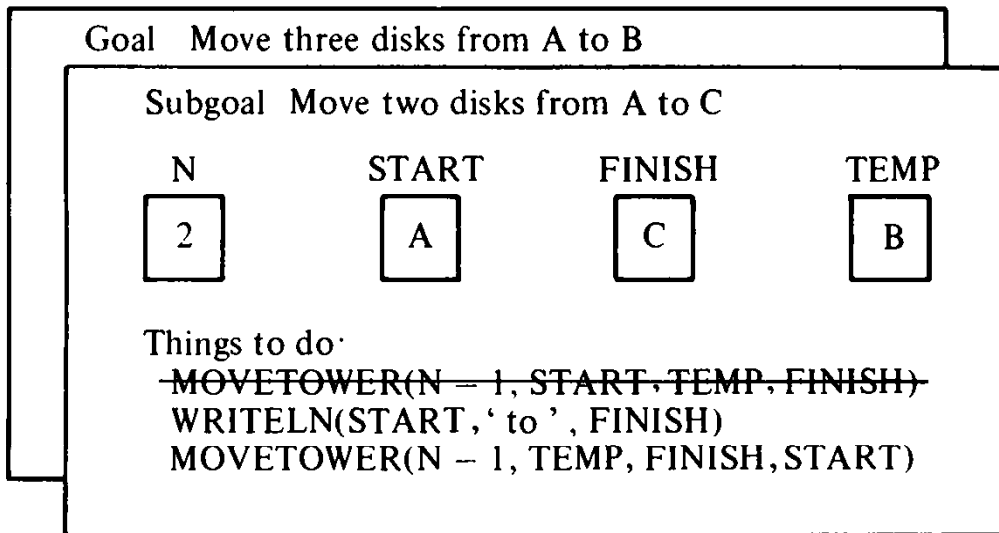 Goal Move three disks from A to B
Subgoal Move two disks from A to C
N START FINISH TEMP
2 A C B
Things to do·
MOVETOWER(N – 1, START, TEMP, FINISH)
WRITELN(START, ‘ to ’, FINISH)
MOVETOWER(N – 1, TEMP, FINISH, START)